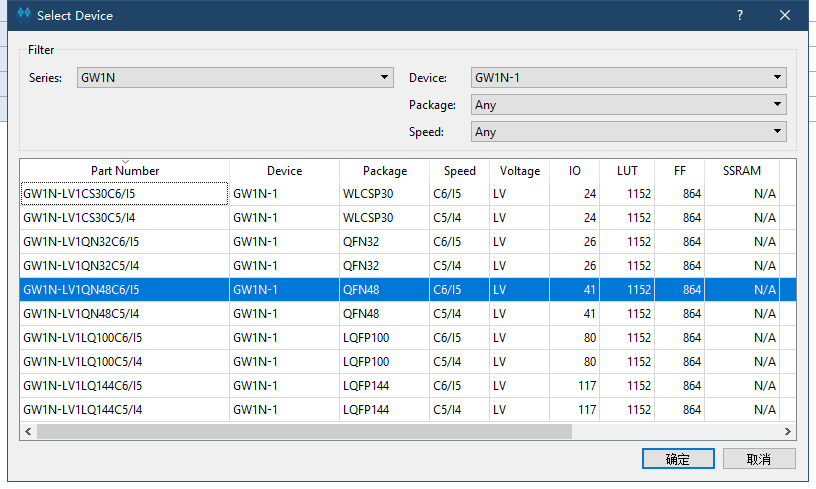 Select Device
Filter
Series: GW1N Device: GW1N-1
Package: Any
Speed: Any
Part Number Device Package Speed Voltage IO LUT FF SSRAM
GW1N-LV1CS30C6/I5 GW1N-1 WLCSP30 C6/I5 LV 24 1152 864 N/A
GW1N-LV1CS30C5/I4 GW1N-1 WLCSP30 C5/I4 LV 24 1152 864 N/A
GW1N-LV1QN32C6/I5 GW1N-1 QFN32 C6/I5 LV 26 1152 864 N/A
GW1N-LV1QN32C5/I4 GW1N-1 QFN32 C5/I4 LV 26 1152 864 N/A
GW1N-LV1QN48C6/I5 GW1N-1 QFN48 C6/I5 LV 41 1152 864 N/A
GW1N-LV1QN48C5/I4 GW1N-1 QFN48 C5/I4 LV 41 1152 864 N/A
GW1N-LV1LQ100C6/I5 GW1N-1 LQFP100 C6/I5 LV 80 1152 864 N/A
GW1N-LV1LQ100C5/I4 GW1N-1 LQFP100 C5/I4 LV 80 1152 864 N/A
GW1N-LV1LQ144C6/I5 GW1N-1 LQFP144 C6/I5 LV 117 1152 864 N/A
GW1N-LV1LQ144C5/I4 GW1N-1 LQFP144 C5/I4 LV 117 1152 864 N/A
确定 取消